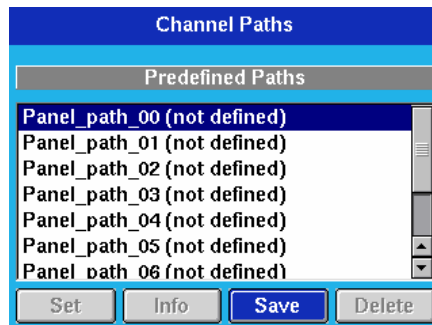 Channel Paths
Predefined Paths
Panel_path_00 (not defined)
Panel_path_01 (not defined)
Panel_path_02 (not defined)
Panel_path_03 (not defined)
Panel_path_04 (not defined)
Panel_path_05 (not defined)
Panel_path_06 (not defined)
Set Info Save Delete